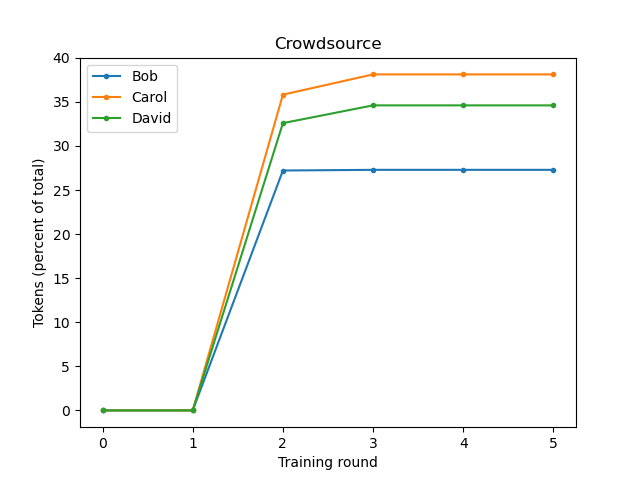 Crowdsource
Bob
Carol
David
Tokens (percent of total)
40
35
30
25
20
15
10
5
0
0 1 2 3 4 5
Training round